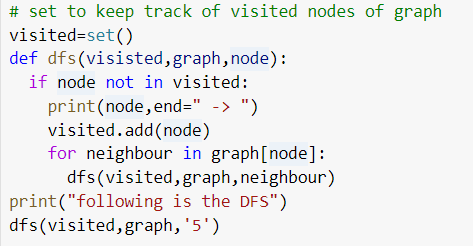 # set to keep track of visited nodes of graph
visited=set()
def dfs(visisted,graph,node):
  if node not in visited:
    print(node,end=" -> ")
    visited.add(node)
    for neighbour in graph[node]:
      dfs(visited,graph,neighbour)
print("following is the DFS")
dfs(visited,graph,'5')